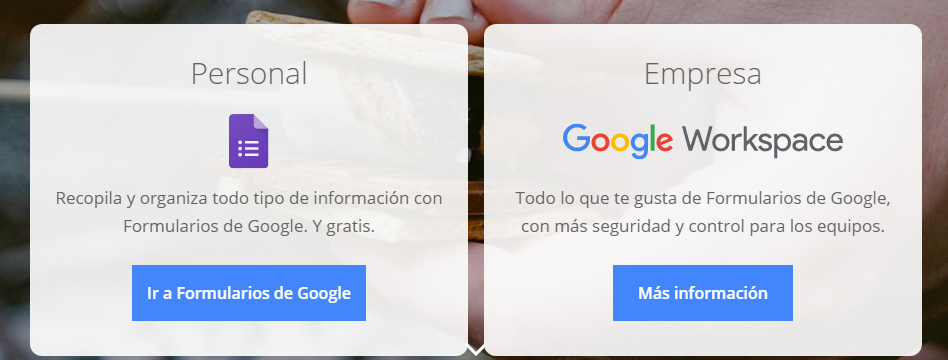 Personal
Recopila y organiza todo tipo de información con
Formularios de Google. Y gratis.
Ir a Formularios de Google
Empresa
Google Workspace
Todo lo que te gusta de Formularios de Google,
con más seguridad y control para los equipos.
Más información